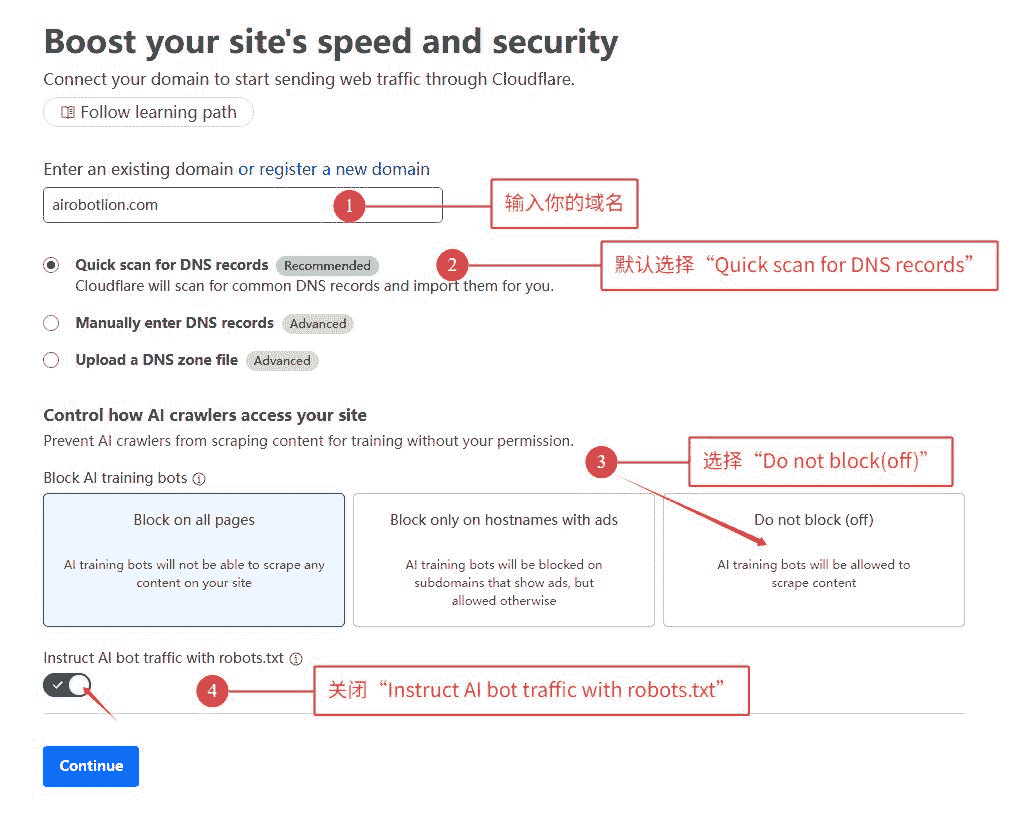 Boost your site's speed and security
Connect your domain to start sending web traffic through Cloudflare.
Follow learning path
Enter an existing domain or register a new domain
airobotlion.com
1
输入你的域名
Quick scan for DNS records Recommended
2
默认选择“Quick scan for DNS records”
Cloudflare will scan for common DNS records and import them for you.
Manually enter DNS records Advanced
Upload a DNS zone file Advanced
Control how AI crawlers access your site
Prevent AI crawlers from scraping content for training without your permission.
3
选择“Do not block(off)”
Block AI training bots
Block on all pages
AI training bots will not be able to scrape any
content on your site
Block only on hostnames with ads
AI training bots will be blocked on
subdomains that show ads, but
allowed otherwise
Do not block (off)
AI training bots will be allowed to
scrape content
Instruct AI bot traffic with robots.txt
4
关闭“Instruct AI bot traffic with robots.txt”
Continue